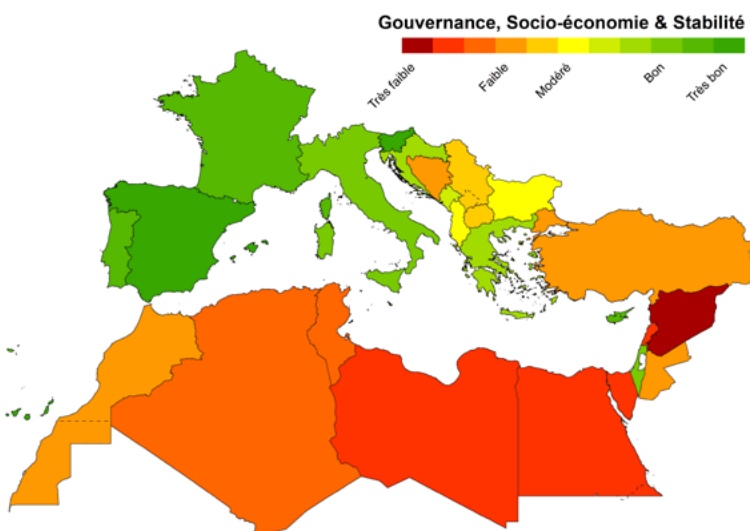 Gouvernance, Socio-économie & Stabilité
Très faible
Faible
Modéré
Bon
Très bon